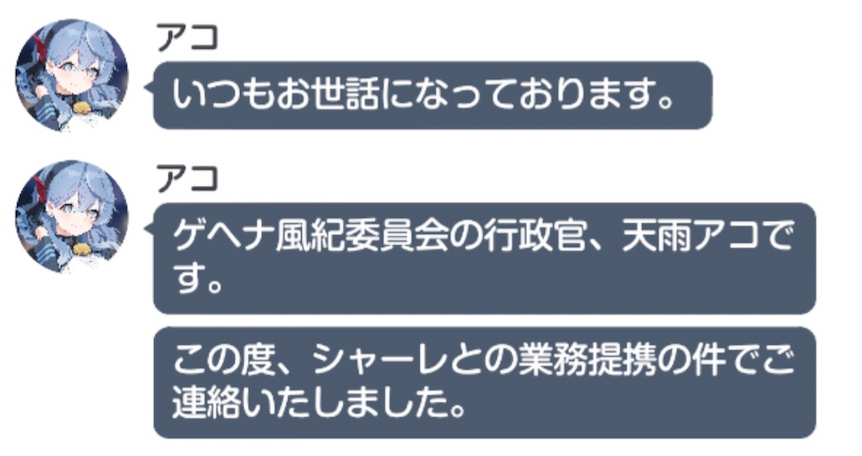 アコ
いつもお世話になっております。
アコ
ゲヘナ風紀委員会の行政官、天雨アコで
す。
この度、シャーレとの業務提携の件でご
連絡いたしました。